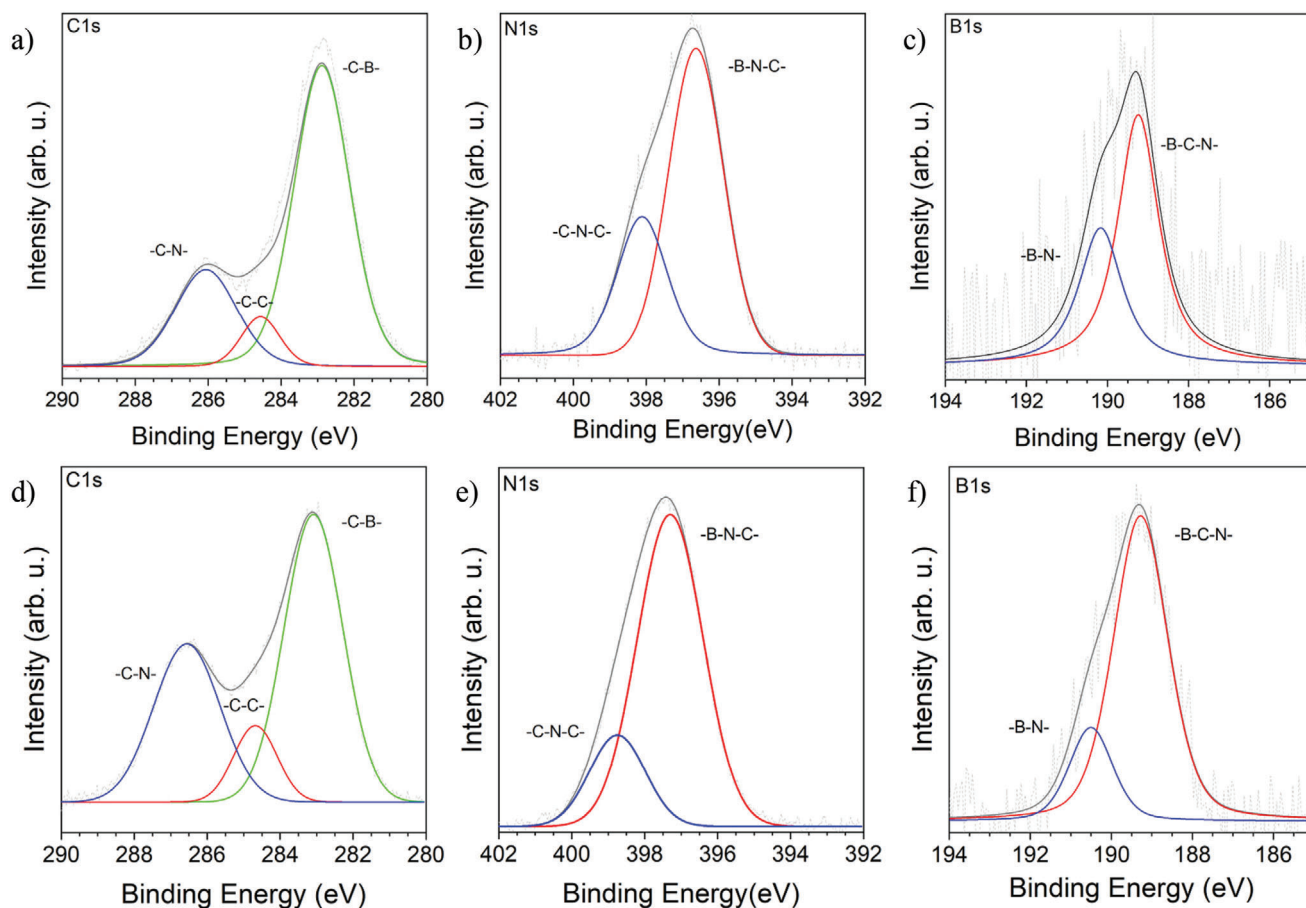 a)
C1s
-C-B-
-C-N-
-C-C-
Intensity (arb. u.)
290 288 286 284 282 280
Binding Energy (eV)
b)
N1s
-B-N-C-
-C-N-C-
Intensity (arb. u.)
402 400 398 396 394 392
Binding Energy(eV)
c)
B1s
-B-C-N-
-B-N-
Intensity (arb. u.)
194 192 190 188 186
Binding Energy (eV)
d)
C1s
-C-B-
-C-N-
-C-C-
Intensity (arb. u.)
290 288 286 284 282 280
Binding Energy (eV)
e)
N1s
-B-N-C-
-C-N-C-
Intensity (arb. u.)
402 400 398 396 394 392
Binding Energy(eV)
f)
B1s
-B-C-N-
-B-N-
Intensity (arb. u.)
194 192 190 188 186
Binding Energy (eV)